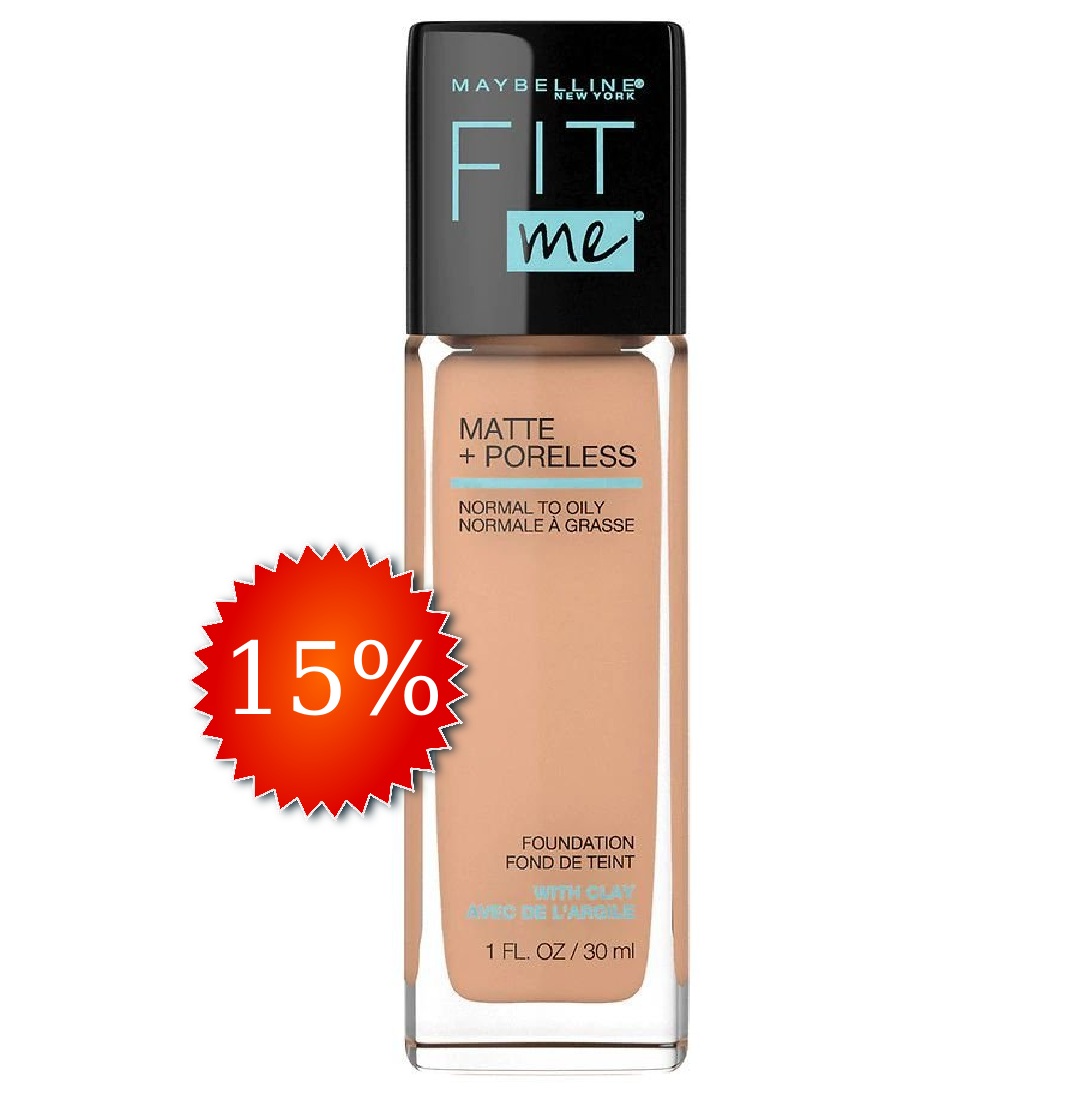 MAYBELLINE®
NEW YORK
FIT
me®
MATTE
+ PORELESS
NORMAL TO OILY
NORMALE À GRASSE
15%
FOUNDATION
FOND DE TEINT
WITH CLAY
AVEC DE L'ARGILE
1 FL. OZ / 30 ml